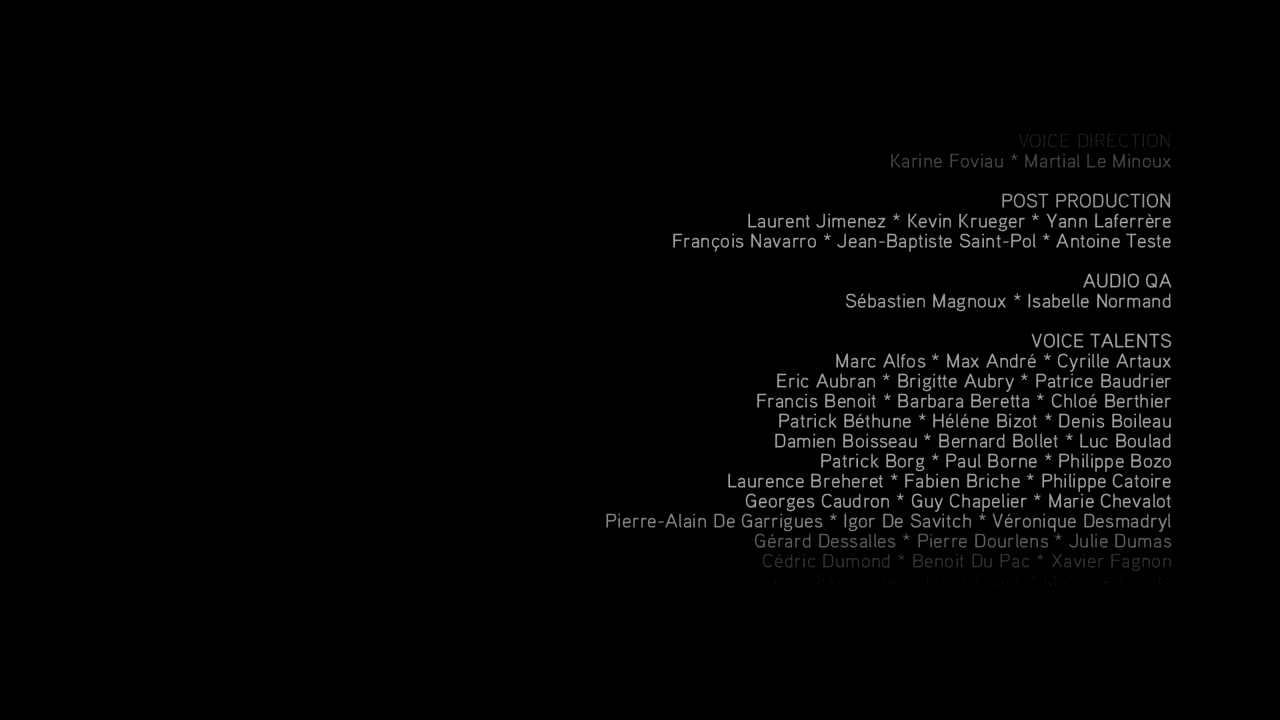 VOICE DIRECTION
Karine Foviau * Martial Le Minoux
POST PRODUCTION
Laurent Jimenez * Kevin Krueger * Yann Laferrère
François Navarro * Jean-Baptiste Saint-Pol * Antoine Teste
AUDIO QA
Sébastien Magnoux * Isabelle Normand
VOICE TALENTS
Marc Alfos * Max André * Cyrille Artaux
Eric Aubran * Brigitte Aubry * Patrice Baudrier
Francis Benoit * Barbara Beretta * Chloé Berthier
Patrick Béthune * Héléne Bizot * Denis Boileau
Damien Boisseau * Bernard Bollet * Luc Boulad
Patrick Borg * Paul Borne * Philippe Bozo
Laurence Breheret * Fabien Briche * Philippe Catoire
Georges Caudron * Guy Chapelier * Marie Chevalot
Pierre-Alain De Garrigues * Igor De Savitch * Véronique Desmadryl
Gérard Dessalles * Pierre Dourlens * Julie Dumas
Cédric Dumond * Benoit Du Pac * Xavier Fagnon